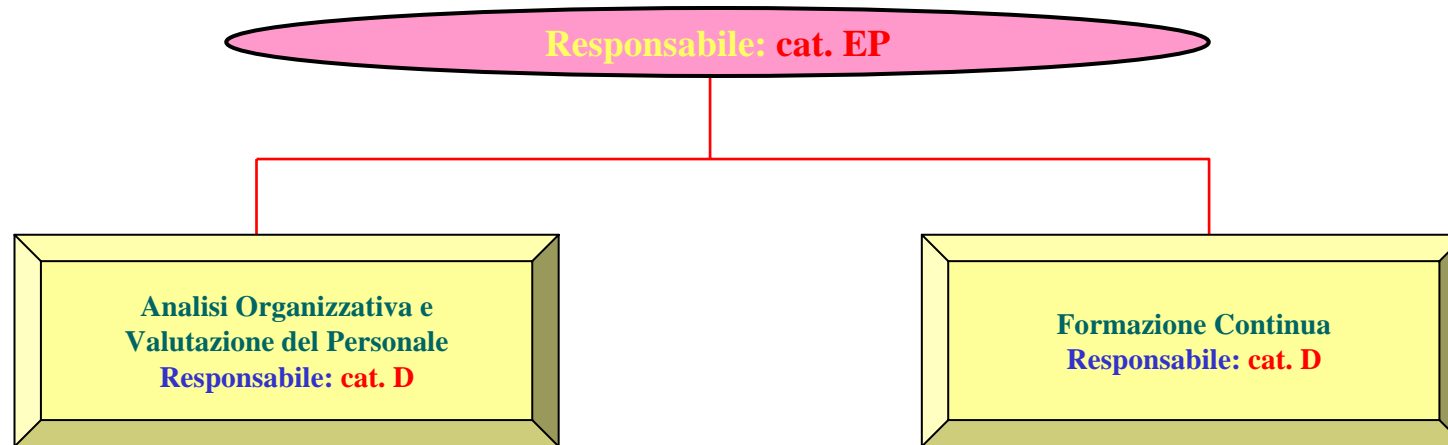 Responsabile: cat. EP
Analisi Organizzativa e
Valutazione del Personale
Responsabile: cat. D
Formazione Continua
Responsabile: cat. D